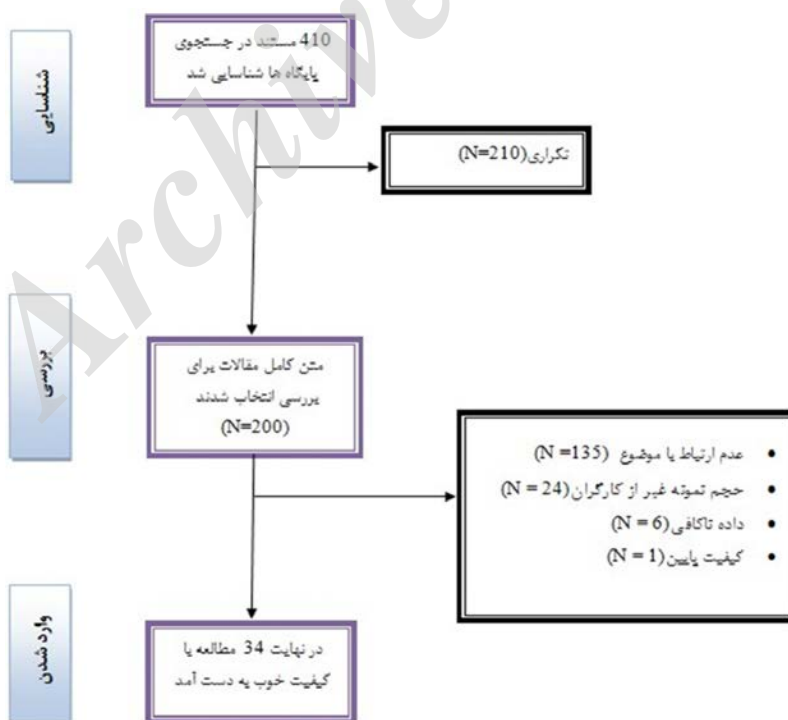 شناسایی
410 مستند در جستجوی
پایگاه ها شناسایی شد
تکراری(N=210)
بررسی
متن کامل مقالات برای
بررسی انتخاب شدند
(N=200)
عدم ارتباط با موضوع (N =135)
حجم نمونه غیر از کارگران(N = 24)
داده ناکافی(N = 6)
کیفیت پایین(N = 1)
وارد شدن
در نهایت 34 مطالعه با
کیفیت خوب به دست آمد
Archive